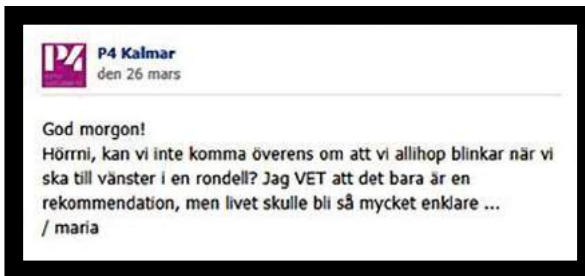 P4
P4 Kalmar
den 26 mars
God morgon!
Hörrni, kan vi inte komma överens om att vi allihop blinkar när vi
ska till vänster i en rondell? Jag VET att det bara är en
rekommendation, men livet skulle bli så mycket enklare ...
/ maria